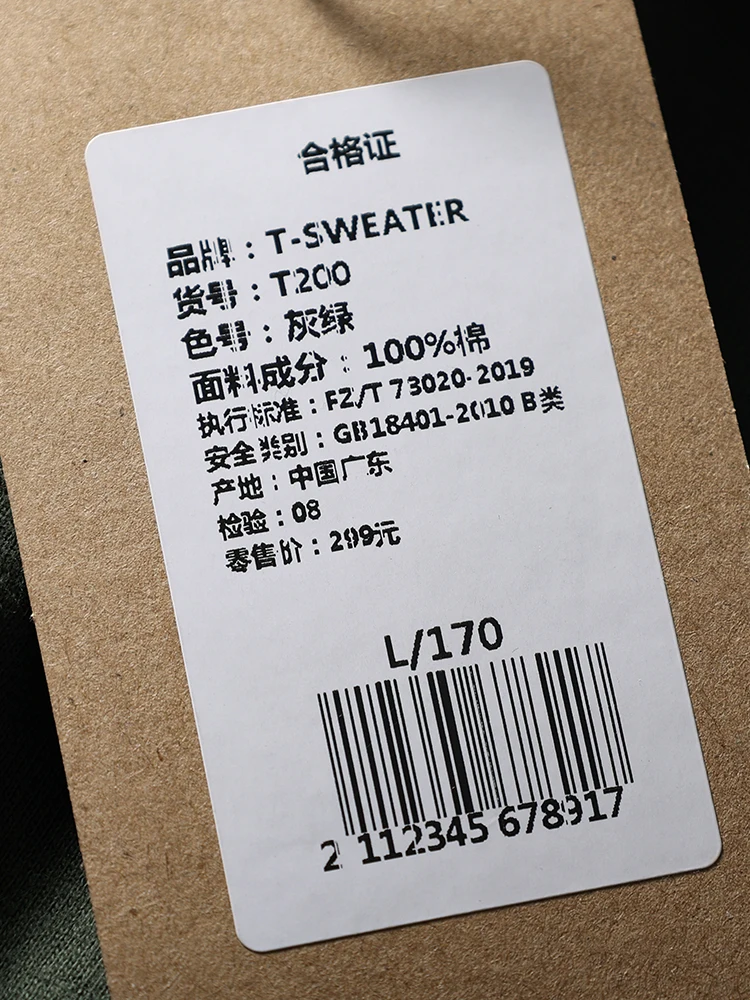 合格证
品牌：T-SWEATER
货号：T200
色号：灰绿
面料成分：100%棉
执行标准：FZ/T 73020-2019
安全类别：GB18401-2010 B类
产地：中国广东
检验：08
零售价：299元
L/170
2 112345 678917